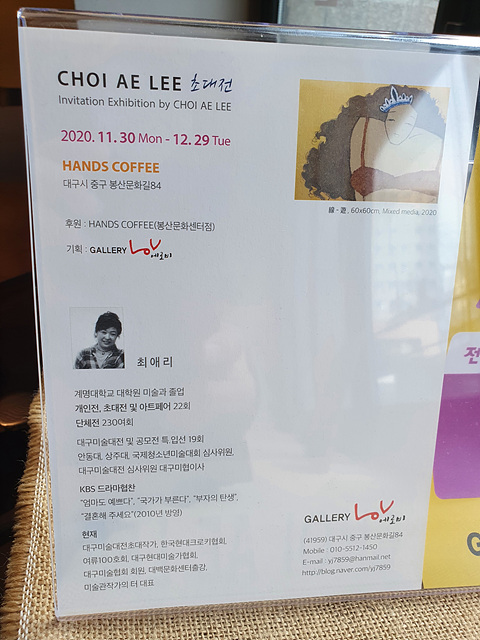 CHOI AE LEE 초대전
Invitation Exhibition by CHOI AE LEE
2020. 11. 30 Mon - 12. 29 Tue
HANDS COFFEE
대구시 중구 봉산문화길84
線 - 遊, 60x60cm, Mixed media, 2020
후원 : HANDS COFFEE(봉산문화센터점)
기획 : GALLERY LOV 에로비
최 애 리
계명대학교 대학원 미술과 졸업
개인전, 초대전 및 아트페어 22회
단체전 230여회
대구미술대전 및 공모전 특.입선 19회
안동대, 상주대, 국제청소년미술대회 심사위원,
대구미술대전 심사위원 대구미협이사
KBS 드라마협찬
"엄마도 예쁘다", "국가가 부른다", "부자의 탄생",
"결혼해 주세요"(2010년 방영)
현재
대구미술대전초대작가, 한국현대크로키협회,
여류100호회, 대구현대미술가협회,
대구미술협회 회원, 대백문화센터출강,
미술관작가의 터 대표
GALLERY LOV 에로비
(41959) 대구시 중구 봉산문화길84
Mobile : 010-5512-1450
E-mail : yj7859@hanmail.net
http://blog.naver.com/yj7859
전
G